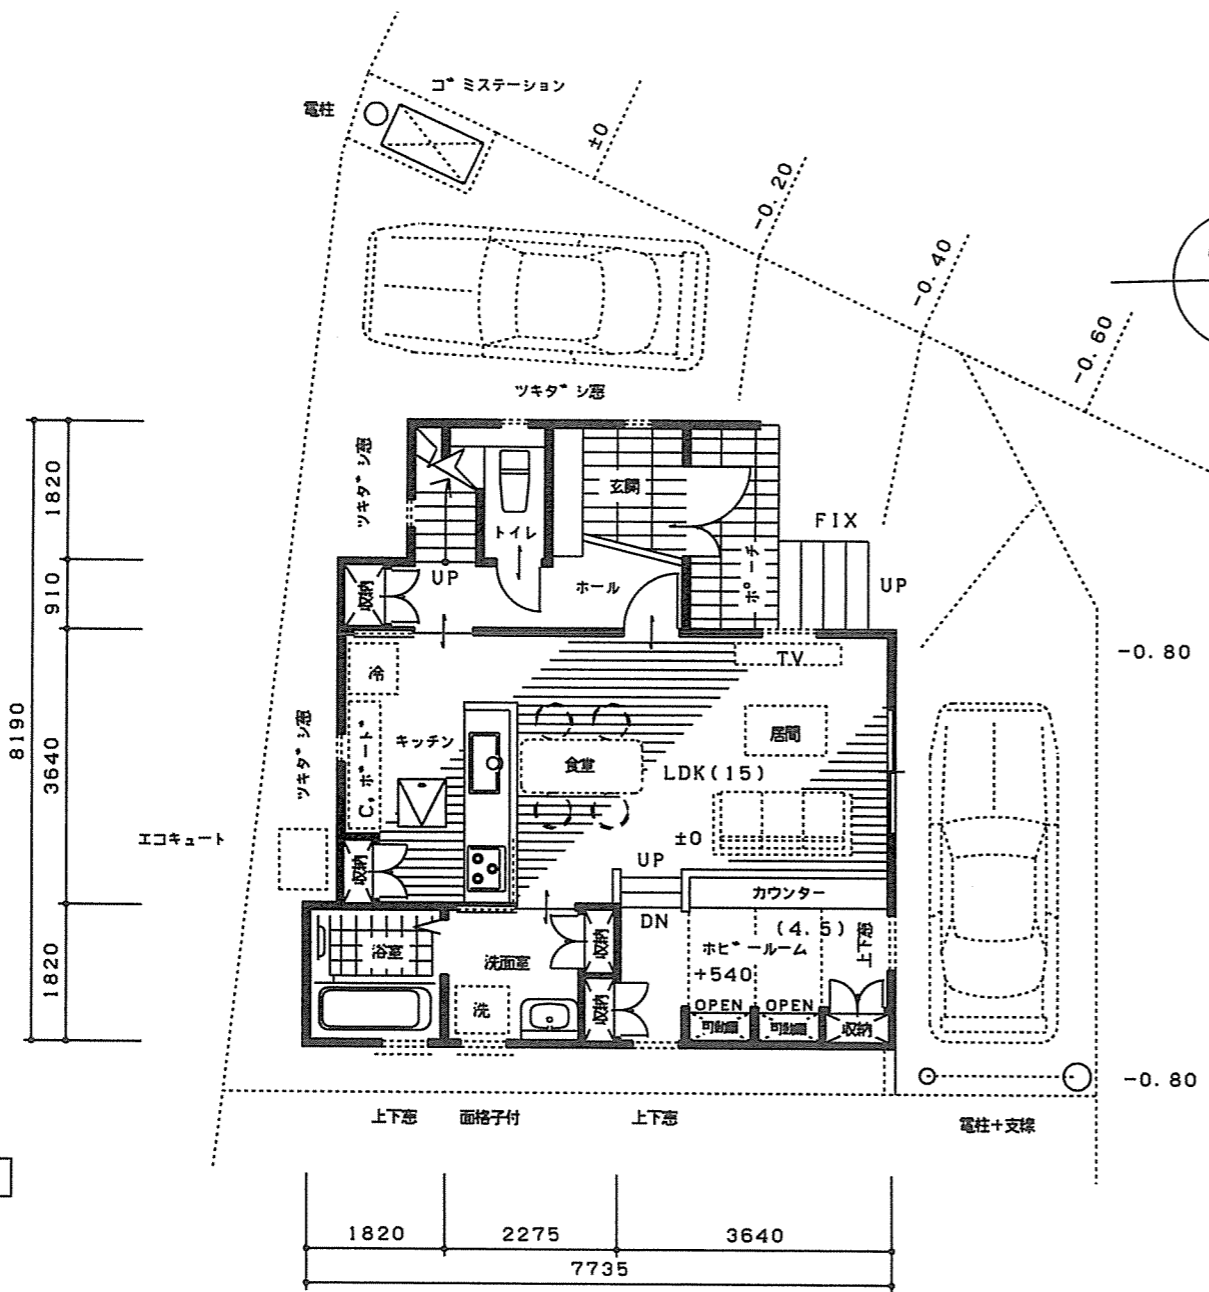 ゴミステーション
電柱
±0
-0.20
-0.40
-0.60
ツキダシ窓
ツキダシ窓
1820
玄関
トイレ
FIX
ポーチ
UP
ホール
UP
収納
910
-0.80
TV
冷
8190
3640
ツキダシ窓
キッチン
居間
食堂
LDK(15)
C.ボード
エコキュート
±0
UP
収納
カウンター
DN
(4.5)
ホビールーム
上下窓
1820
浴室
洗面室
収納
+540
OPEN
OPEN
洗
収納
可動棚
可動棚
収納
-0.80
上下窓
面格子付
上下窓
電柱+支線
1820
2275
3640
7735